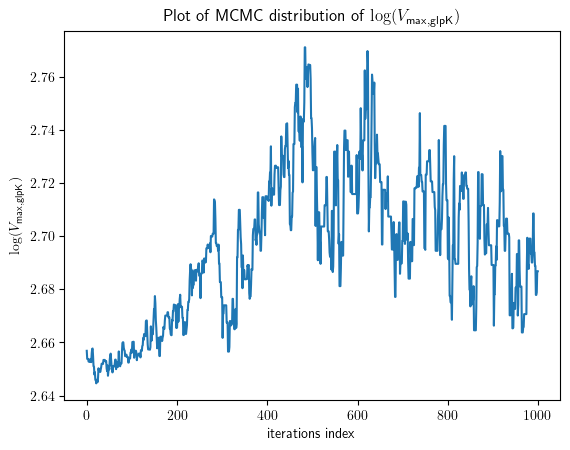 Plot of MCMC distribution of log(V_max,glpK)
log(V_max,glpK)
2.76
2.74
2.72
2.70
2.68
2.66
2.64
0 200 400 600 800 1000
iterations index